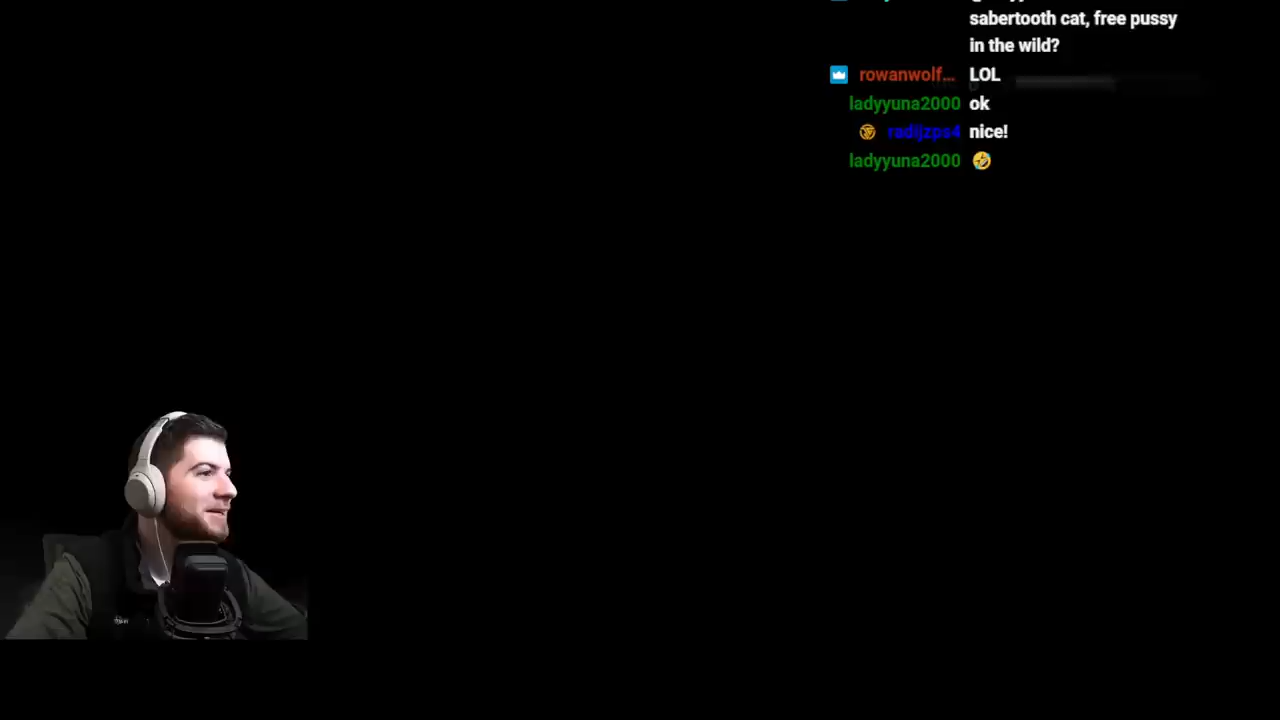 sabertooth cat, free pussy
in the wild?
rowanwolf... LOL
ladyyuna2000 ok
radijzps4 nice!
ladyyuna2000 🤣